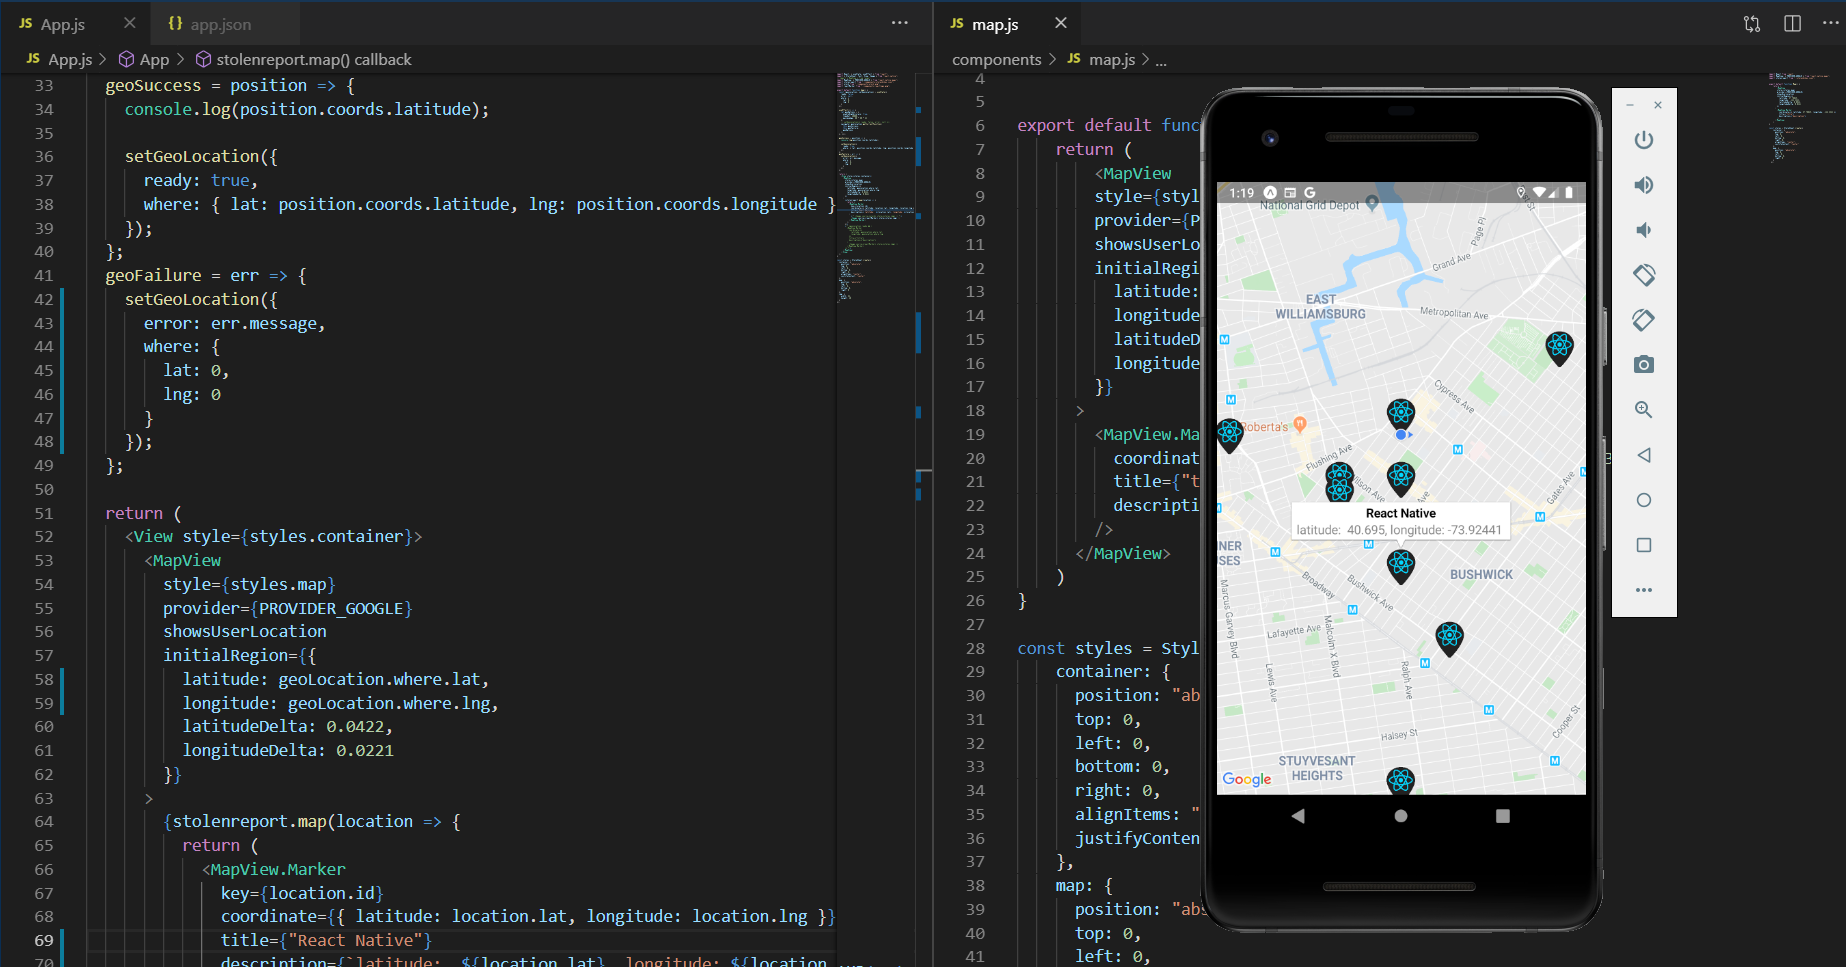 JS App.js
{} app.json
JS App.js > App > stolenreport.map() callback
33 geoSuccess = position => {
34 console.log(position.coords.latitude);
35
36 setGeoLocation({
37 ready: true,
38 where: { lat: position.coords.latitude, lng: position.coords.longitude }
39 });
40 };
41 geoFailure = err => {
42 setGeoLocation({
43 error: err.message,
44 where: {
45 lat: 0,
46 lng: 0
47 }
48 });
49 };
50
51 return (
52 <View style={styles.container}>
53 <MapView
54 style={styles.map}
55 provider={PROVIDER_GOOGLE}
56 showsUserLocation
57 initialRegion={{
58 latitude: geoLocation.where.lat,
59 longitude: geoLocation.where.lng,
60 latitudeDelta: 0.0422,
61 longitudeDelta: 0.0221
62 }}
63 >
64 {stolenreport.map(location => {
65 return (
66 <MapView.Marker
67 key={location.id}
68 coordinate={{ latitude: location.lat, longitude: location.lng }}
69 title={"React Native"}
70 description={`latitude: ${location.lat}, longitude: ${location
JS map.js
components > JS map.js > ...
4
5
6 export default func
7 return (
8 <MapView
9 style={styl
10 provider={P
11 showsUserLo
12 initialRegi
13 latitude:
14 longitude
15 latitudeD
16 longitude
17 }}
18 >
19 <MapView.Ma
20 coordinat
21 title={"t
22 descripti
23 />
24 </MapView>
25 )
26 }
27
28 const styles = Styl
29 container: {
30 position: "ab
31 top: 0,
32 left: 0,
33 bottom: 0,
34 right: 0,
35 alignItems: "
36 justifyConten
37 },
38 map: {
39 position: "abs
40 top: 0,
41 left: 0,
1:19
National Grid Depot
Page Pl
Grand Ave
EAST
WILLIAMSBURG
Metropolitan Ave
Cypress Ave
Roberta's
Flushing Ave
Gates Ave
React Native
latitude: 40.695, longitude: -73.92441
BUSHWICK
Broadway
Bushwick Ave
Marcus Garvey Blvd
Lafayette Ave
Malcolm X Blvd
Lewis Ave
Ralph Ave
Cooper St
Halsey St
STUYVESANT
HEIGHTS
Google